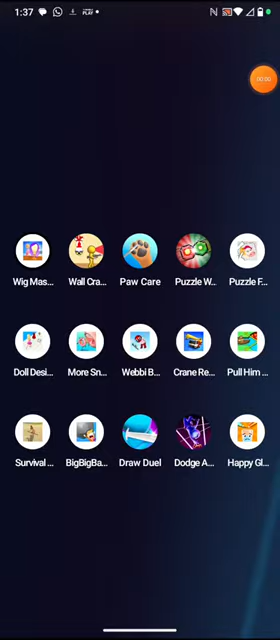 1:37
00:00
Wig Mas... Wall Cra... Paw Care Puzzle W... Puzzle F...
Doll Desi... More Sn... Webbi B... Crane Re... Pull Him ...
Survival ... BigBigBa... Draw Duel Dodge A... Happy Gl...